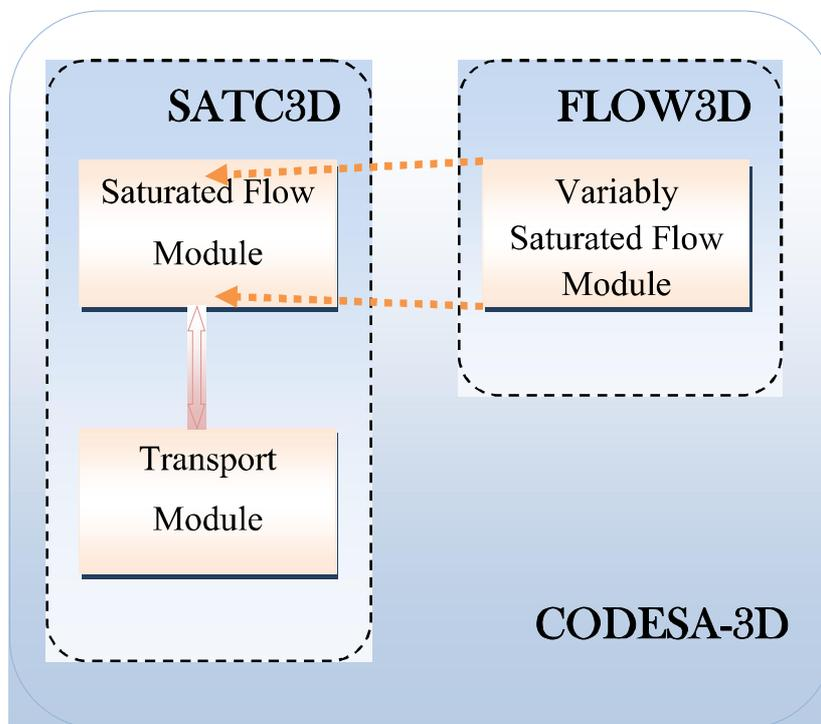 SATC3D
Saturated Flow
Module
Transport
Module
FLOW3D
Variably
Saturated Flow
Module
CODESA-3D